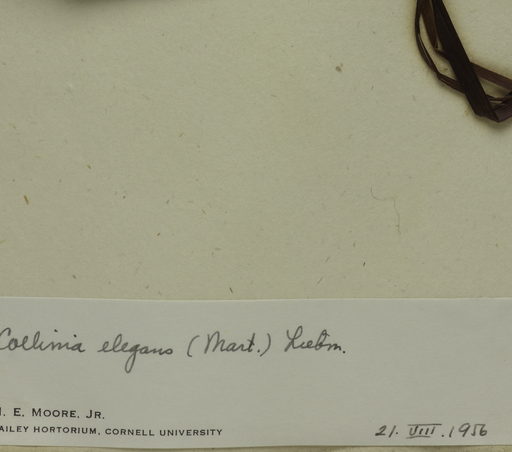 Collinia elegans (Mart.) Liebm.
H. E. MOORE, JR.
AILEY HORTORIUM, CORNELL UNIVERSITY
21. VIII. 1956